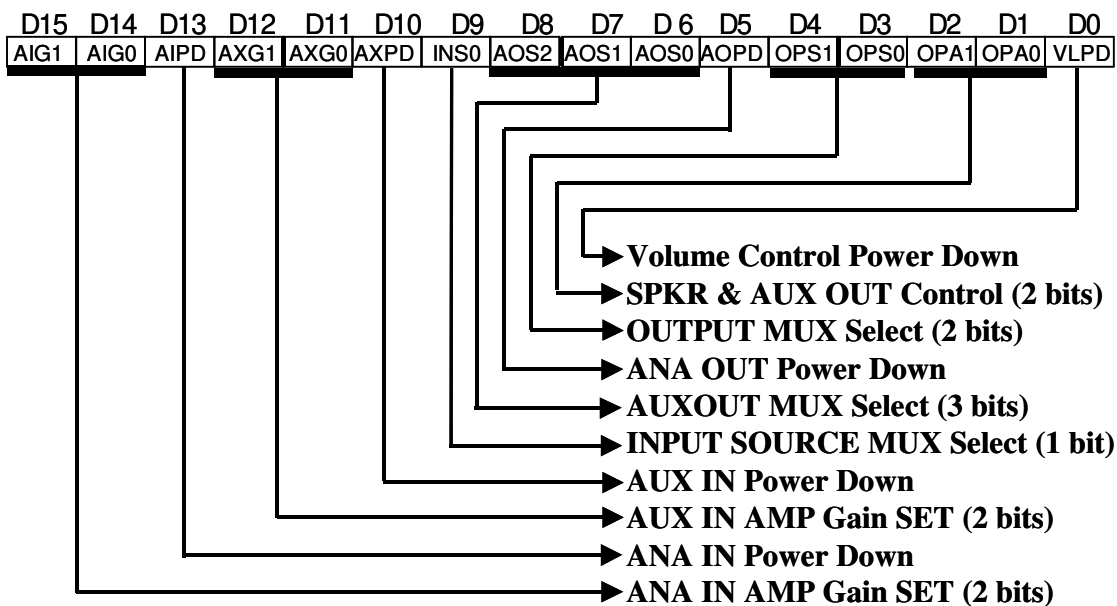 D15 D14 D13 D12 D11 D10 D9 D8 D7 D 6 D5 D4 D3 D2 D1 D0
AIG1 AIG0 AIPD AXG1 AXG0 AXPD INS0 AOS2 AOS1 AOS0 AOPD OPS1 OPS0 OPA1 OPA0 VLPD
Volume Control Power Down
SPKR & AUX OUT Control (2 bits)
OUTPUT MUX Select (2 bits)
ANA OUT Power Down
AUXOUT MUX Select (3 bits)
INPUT SOURCE MUX Select (1 bit)
AUX IN Power Down
AUX IN AMP Gain SET (2 bits)
ANA IN Power Down
ANA IN AMP Gain SET (2 bits)